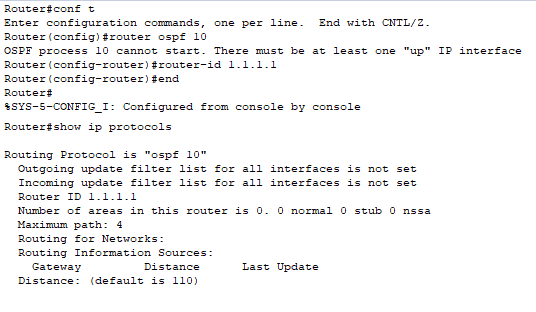 Router#conf t
Enter configuration commands, one per line.  End with CNTL/Z.
Router(config)#router ospf 10
OSPF process 10 cannot start. There must be at least one "up" IP interface
Router(config-router)#router-id 1.1.1.1
Router(config-router)#end
Router#
%SYS-5-CONFIG_I: Configured from console by console
Router#show ip protocols
Routing Protocol is "ospf 10"
  Outgoing update filter list for all interfaces is not set
  Incoming update filter list for all interfaces is not set
  Router ID 1.1.1.1
  Number of areas in this router is 0. 0 normal 0 stub 0 nssa
  Maximum path: 4
  Routing for Networks:
  Routing Information Sources:
    Gateway         Distance      Last Update
  Distance: (default is 110)